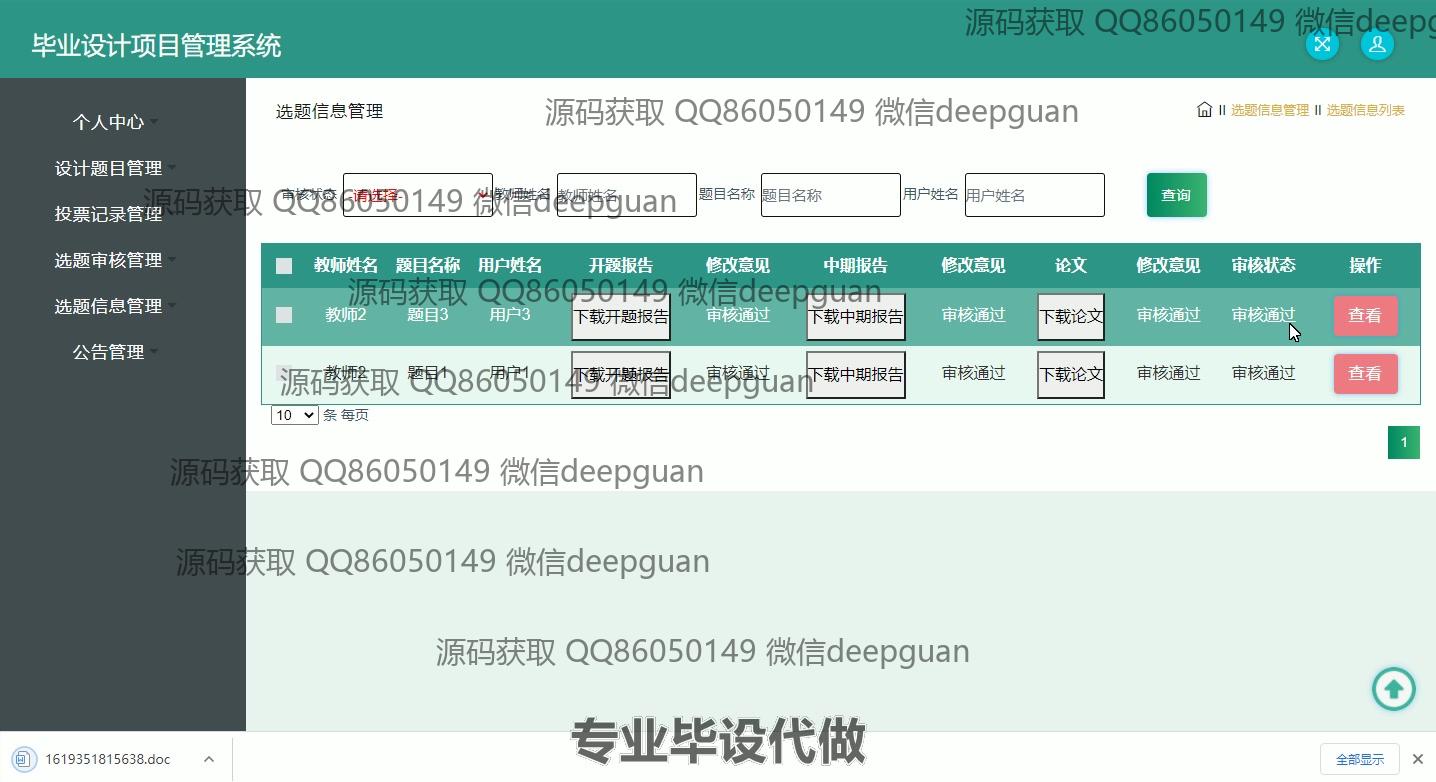 毕业设计项目管理系统
源码获取 QQ86050149 微信deepg
个人中心
设计题目管理
投票记录管理
选题审核管理
选题信息管理
公告管理
选题信息管理
源码获取 QQ86050149 微信deepguan
选题信息管理 选题信息列表
审核状态 -请选择- 教师姓名 教师姓名 题目名称 题目名称 用户姓名 用户姓名 查询
源码获取 QQ86050149 微信deepguan
教师姓名 题目名称 用户姓名 开题报告 修改意见 中期报告 修改意见 论文 修改意见 审核状态 操作
源码获取 QQ86050149 微信deepguan
教师2 题目3 用户3 下载开题报告 审核通过 下载中期报告 审核通过 下载论文 审核通过 审核通过 查看
教师2 题目1 用户1 下载开题报告 审核通过 下载中期报告 审核通过 下载论文 审核通过 审核通过 查看
源码获取 QQ86050149 微信deepguan
10 条 每页
1
源码获取 QQ86050149 微信deepguan
源码获取 QQ86050149 微信deepguan
源码获取 QQ86050149 微信deepguan
专业毕设代做
1619351815638.doc
全部显示